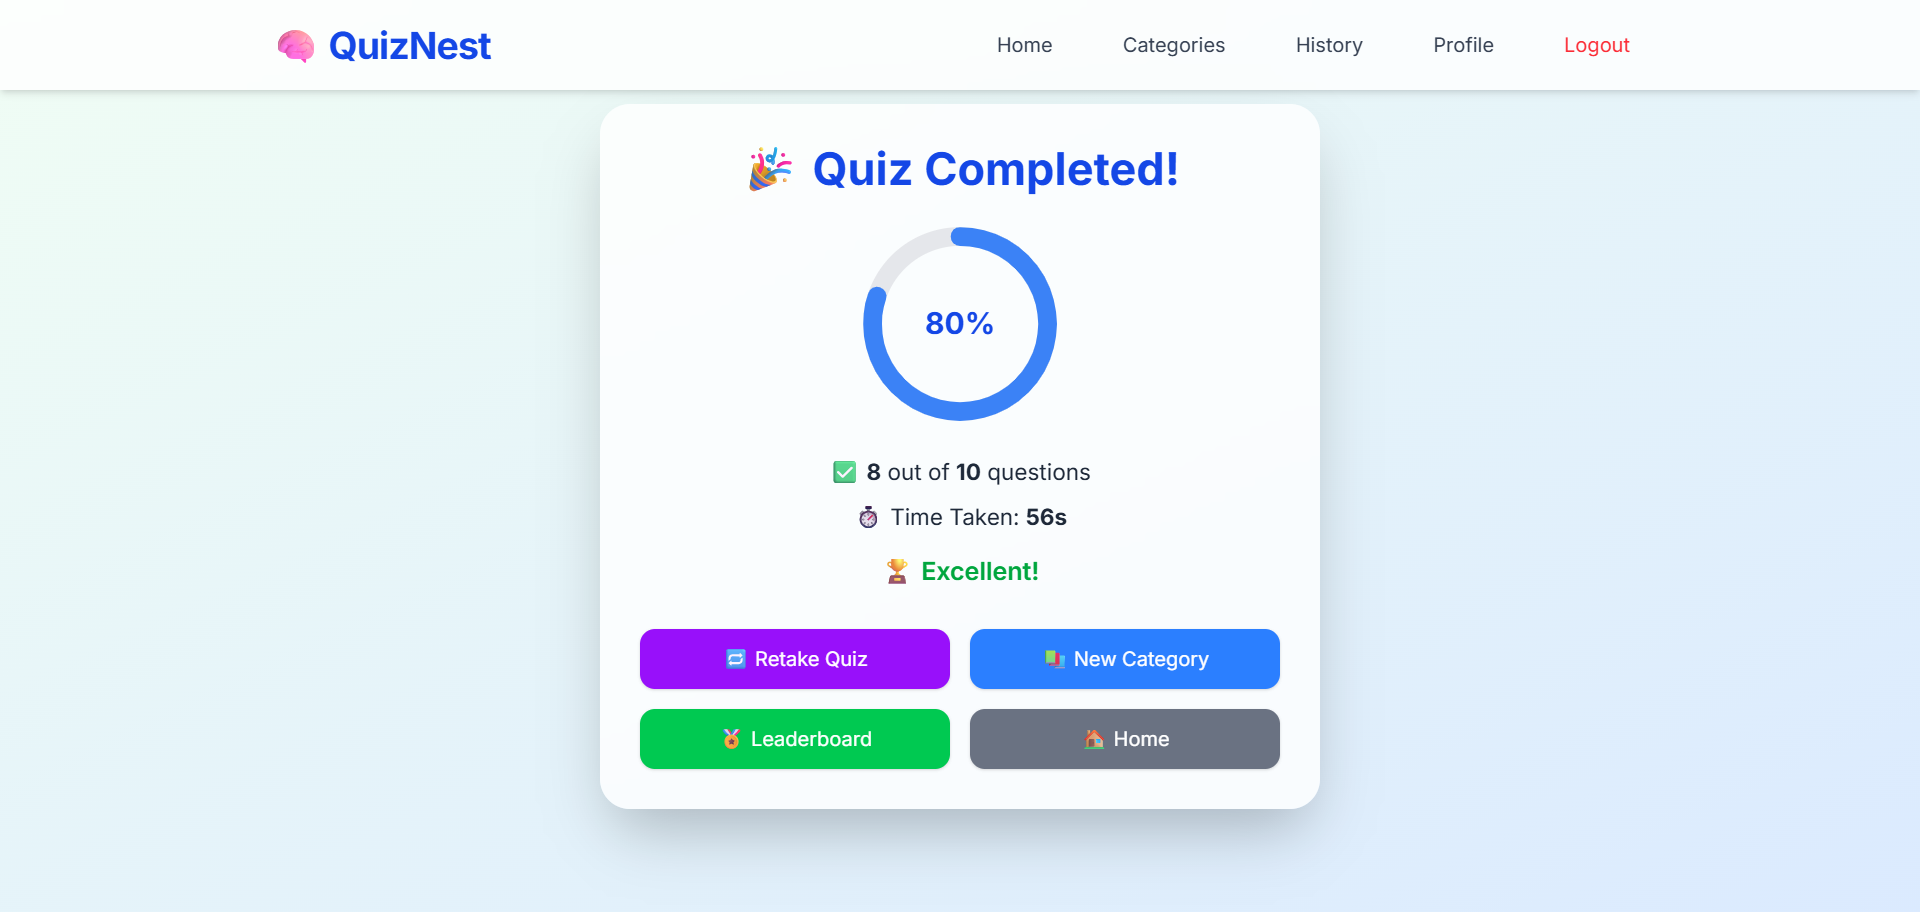 QuizNest
Home Categories History Profile Logout
Quiz Completed!
80%
8 out of 10 questions
Time Taken: 56s
Excellent!
Retake Quiz New Category
Leaderboard Home